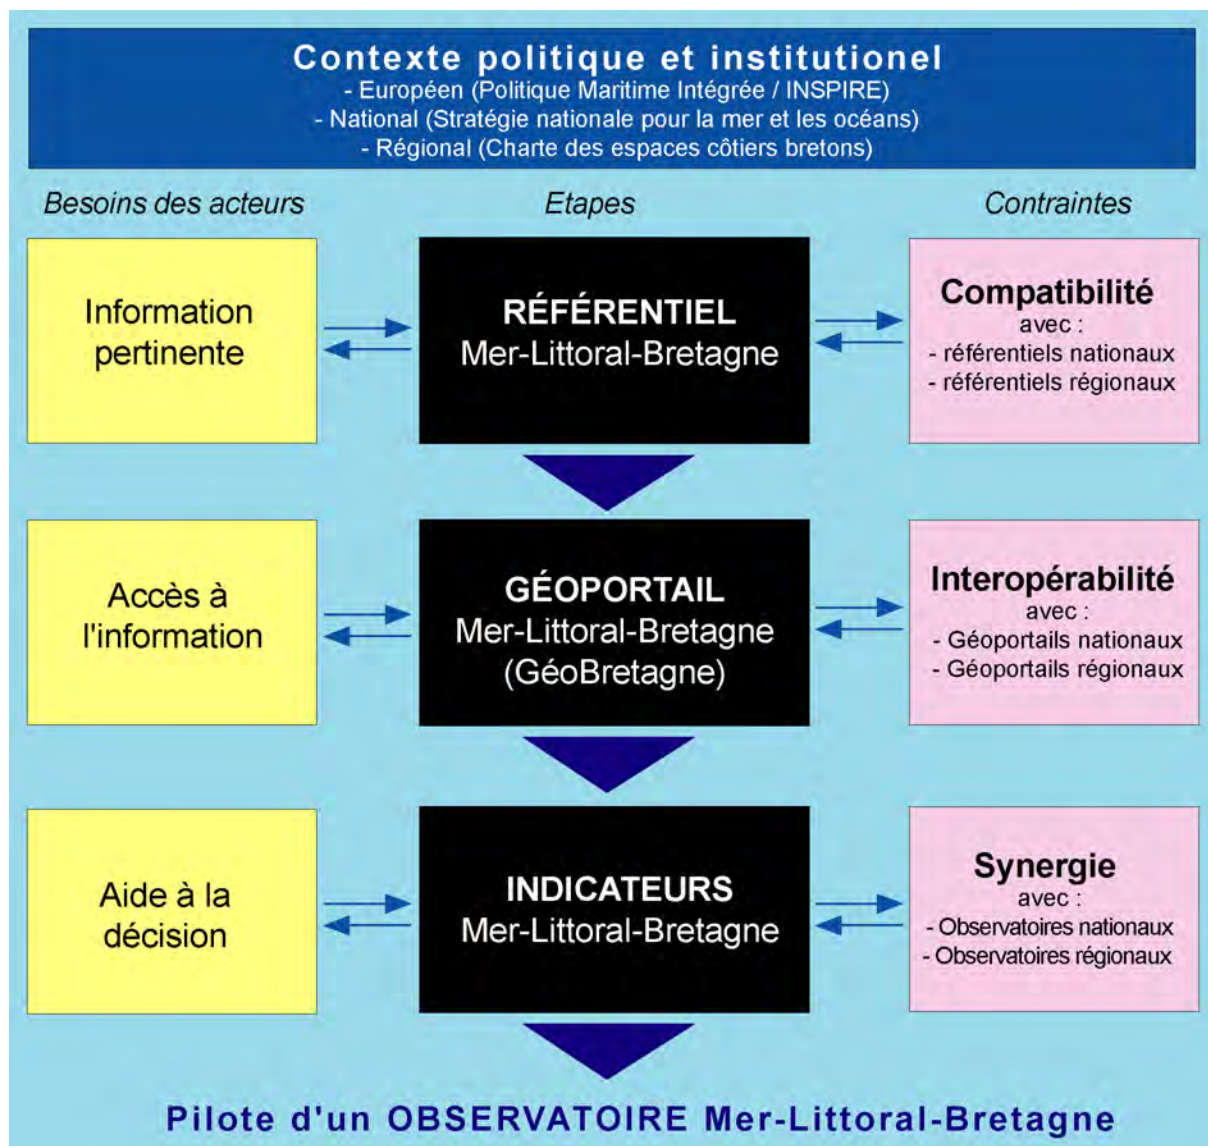 Contexte politique et institutionel
- Européen (Politique Maritime Intégrée / INSPIRE)
- National (Stratégie nationale pour la mer et les océans)
- Régional (Charte des espaces côtiers bretons)
Besoins des acteurs
Etapes
Contraintes
Information
pertinente
RÉFÉRENTIEL
Mer-Littoral-Bretagne
Compatibilité
avec :
- référentiels nationaux
- référentiels régionaux
Accès à
l'information
GÉOPORTAIL
Mer-Littoral-Bretagne
(GéoBretagne)
Interopérabilité
avec :
- Géoportails nationaux
- Géoportails régionaux
Aide à la
décision
INDICATEURS
Mer-Littoral-Bretagne
Synergie
avec :
- Observatoires nationaux
- Observatoires régionaux
Pilote d'un OBSERVATOIRE Mer-Littoral-Bretagne